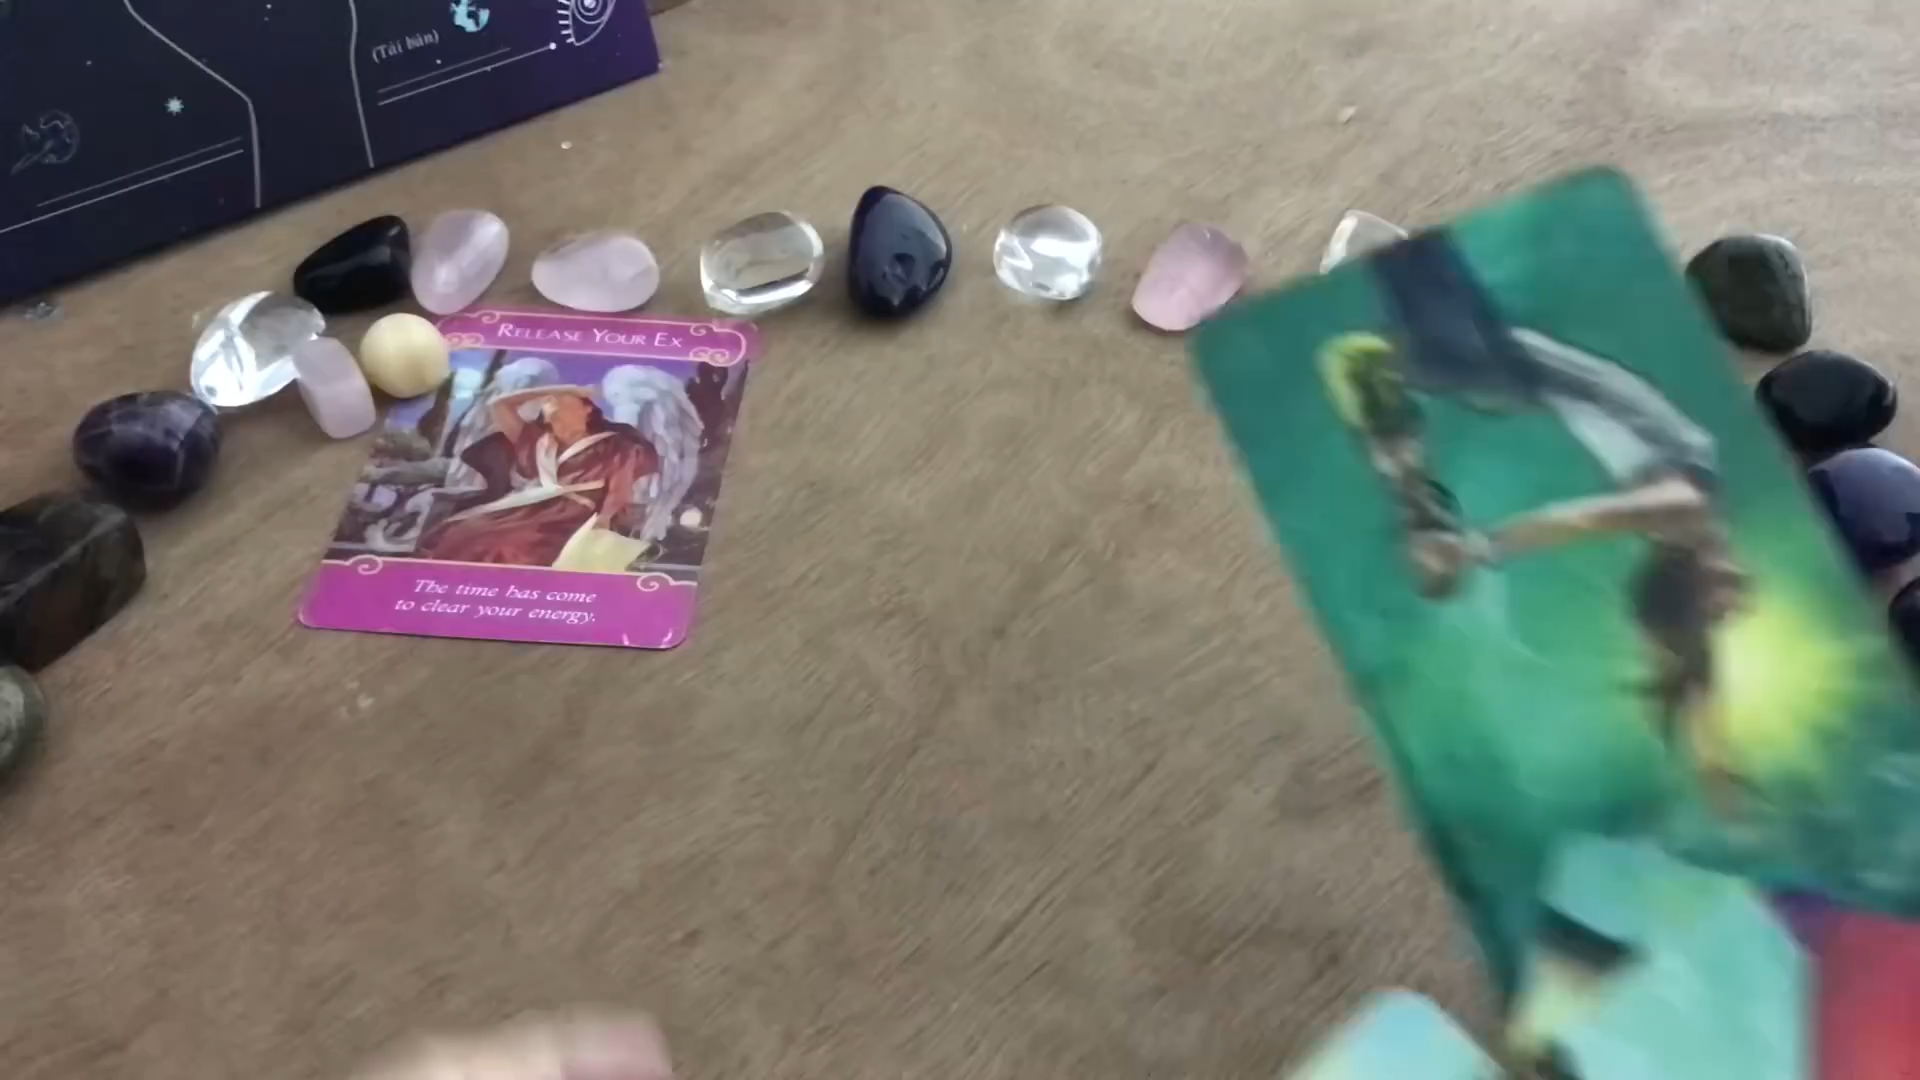 (Tái bản)
RELEASE YOUR EX
The time has come
to clear your energy.